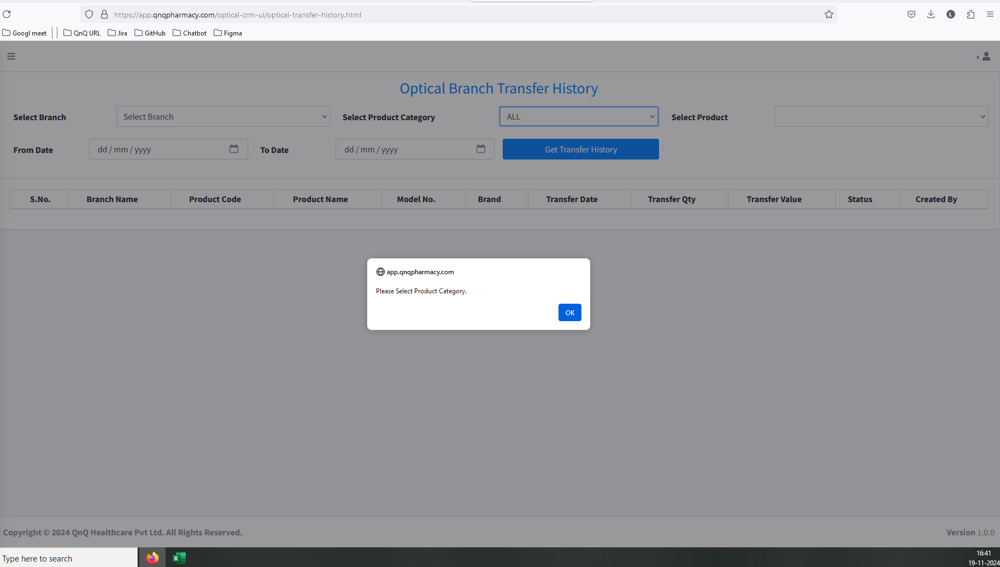 https://app.qnqpharmacy.com/optical-crm-ui/optical-transfer-history.html
L
Googl meet QnQ URL Jira GitHub Chatbot Figma
Optical Branch Transfer History
Select Branch Select Branch Select Product Category ALL Select Product
From Date dd / mm / yyyy To Date dd / mm / yyyy Get Transfer History
S.No. Branch Name Product Code Product Name Model No. Brand Transfer Date Transfer Qty Transfer Value Status Created By
app.qnqpharmacy.com
Please Select Product Category.
OK
Copyright © 2024 QnQ Healthcare Pvt Ltd. All Rights Reserved. Version 1.0.0
Type here to search
X
16:41
19-11-2024